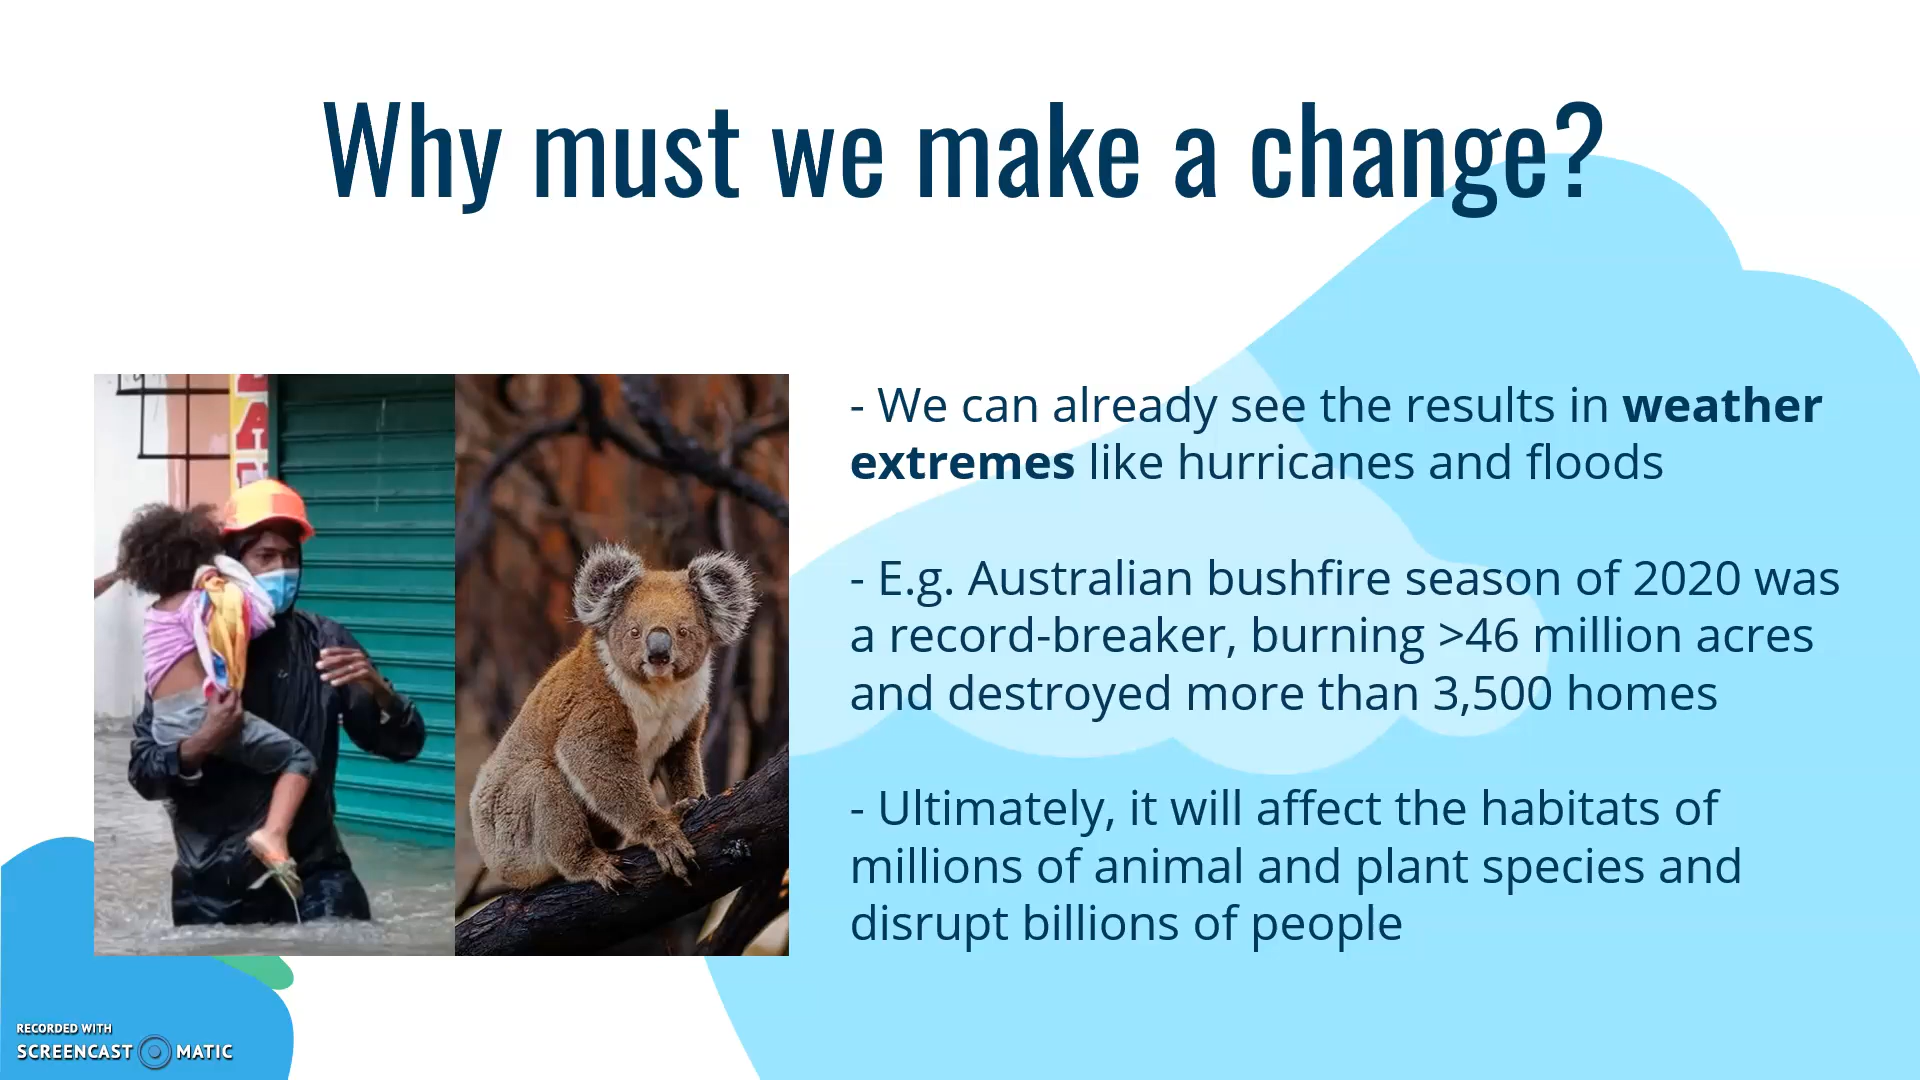 Why must we make a change?
- We can already see the results in weather
extremes like hurricanes and floods
- E.g. Australian bushfire season of 2020 was
a record-breaker, burning >46 million acres
and destroyed more than 3,500 homes
- Ultimately, it will affect the habitats of
millions of animal and plant species and
disrupt billions of people
RECORDED WITH
SCREENCAST MATIC